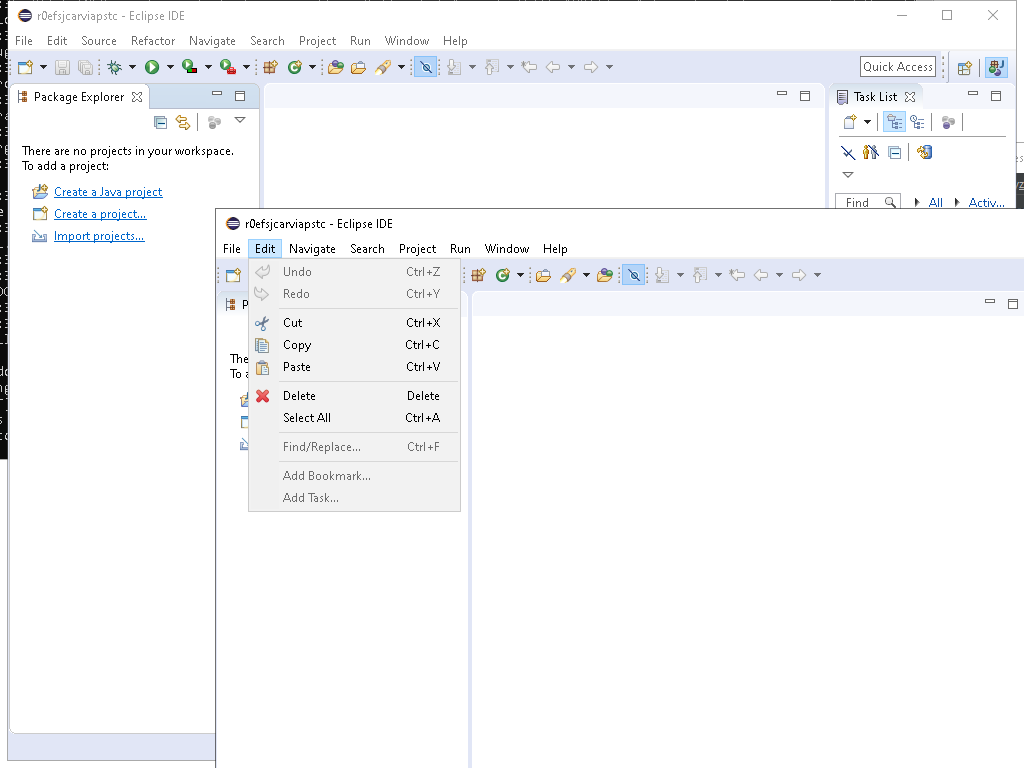 r0efsjcarviapstc - Eclipse IDE
File Edit Source Refactor Navigate Search Project Run Window Help
Quick Access
Package Explorer
Task List
There are no projects in your workspace.
To add a project:
Create a Java project
Create a project...
Import projects...
Find All Activ...
r0efsjcarviapstc - Eclipse IDE
File Edit Navigate Search Project Run Window Help
Undo Ctrl+Z
Redo Ctrl+Y
Cut Ctrl+X
Copy Ctrl+C
Paste Ctrl+V
Delete Delete
Select All Ctrl+A
Find/Replace... Ctrl+F
Add Bookmark...
Add Task...